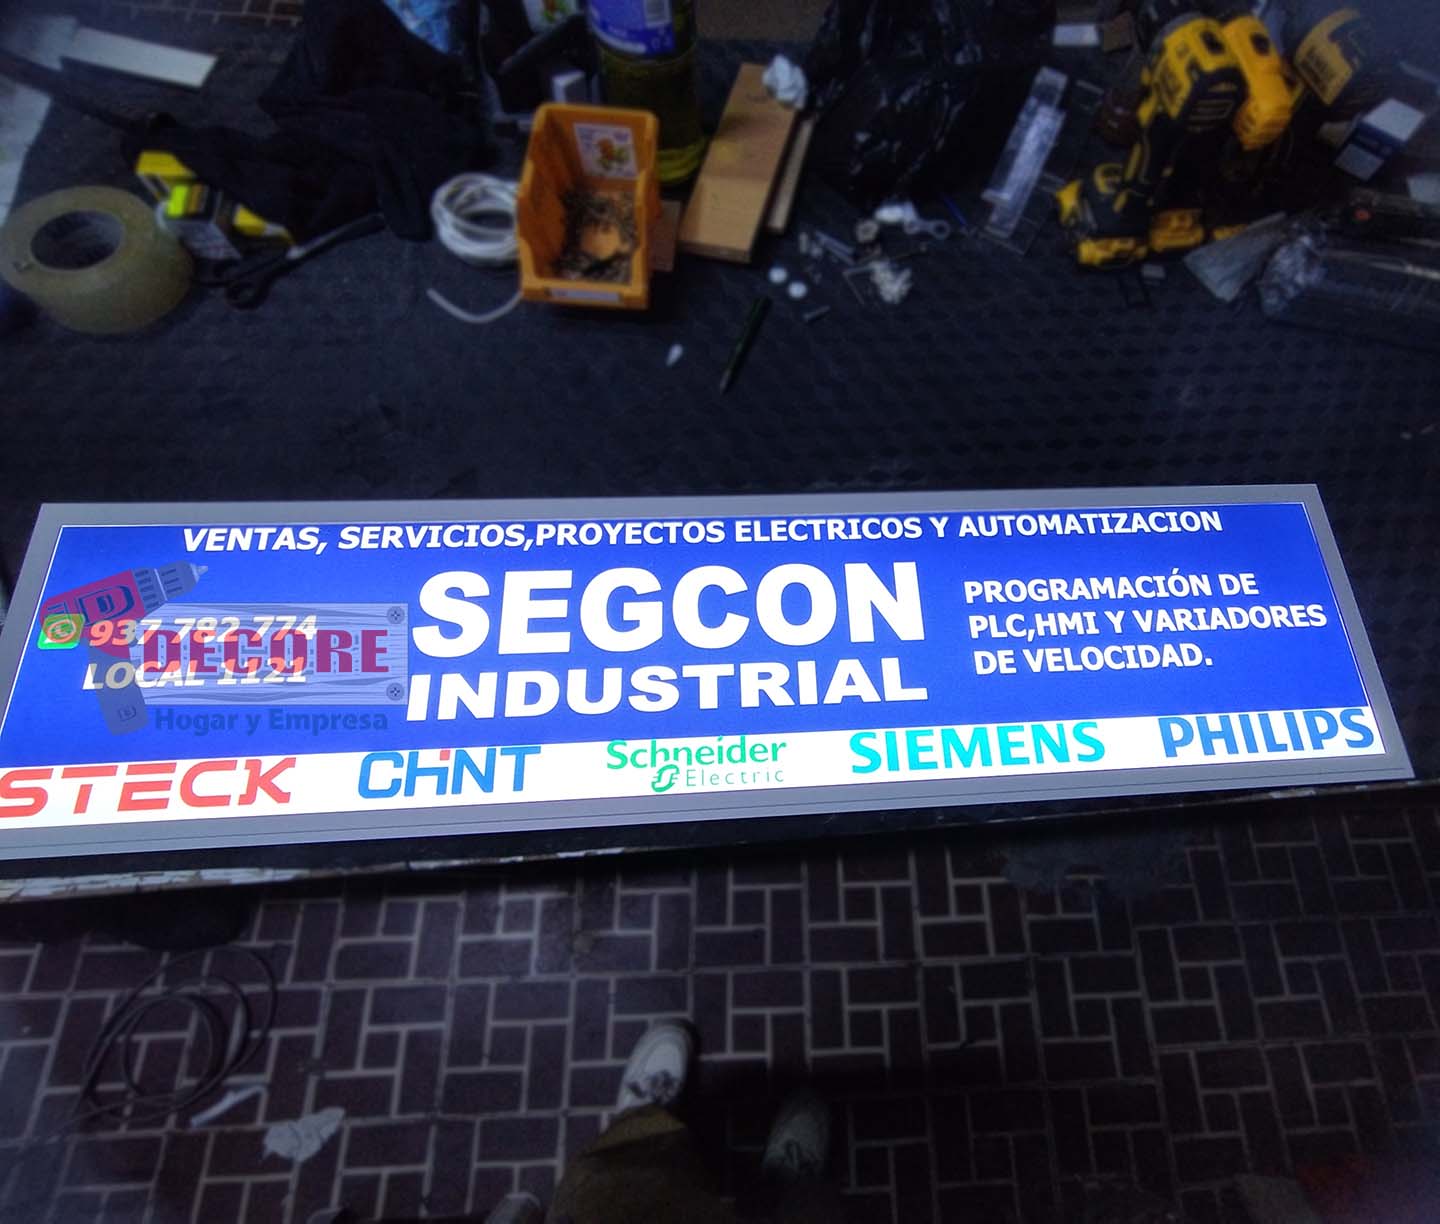 VENTAS, SERVICIOS,PROYECTOS ELECTRICOS Y AUTOMATIZACION
937 782 774
LOCAL 1121
DECORE
Hogar y Empresa
SEGCON
INDUSTRIAL
PROGRAMACIÓN DE
PLC,HMI Y VARIADORES
DE VELOCIDAD.
STECK
CHiNT
Schneider
Electric
SIEMENS
PHILIPS